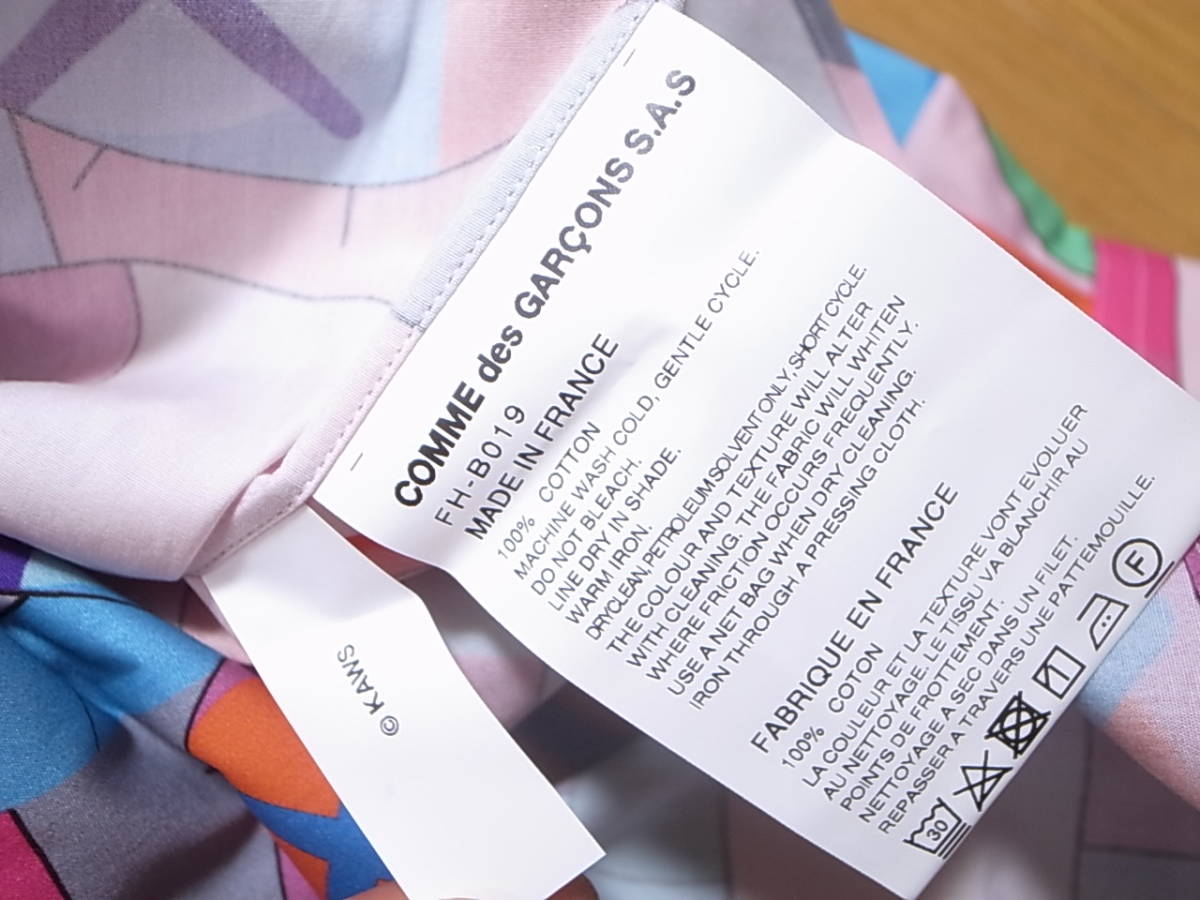 COMME des GARÇONS S.A.S
FH-B019
MADE IN FRANCE
100% COTTON
MACHINE WASH COLD, GENTLE CYCLE.
DO NOT BLEACH.
LINE DRY IN SHADE.
WARM IRON.
DRYCLEAN.PETROLEUM SOLVENT ONLY.SHORT CYCLE.
THE COLOUR AND TEXTURE WILL ALTER
WITH CLEANING. THE FABRIC WILL WHITEN
WHERE FRICTION OCCURS FREQUENTLY.
USE A NET BAG WHEN DRY CLEANING.
IRON THROUGH A PRESSING CLOTH.
FABRIQUE EN FRANCE
100% COTON
LA COULEUR ET LA TEXTURE VONT EVOLUER
AU NETTOYAGE. LE TISSU VA BLANCHIR AU
POINTS DE FROTTEMENT.
NETTOYAGE A SEC DANS UN FILET.
REPASSER A TRAVERS UNE PATTEMOUILLE.
30 F
© KAWS